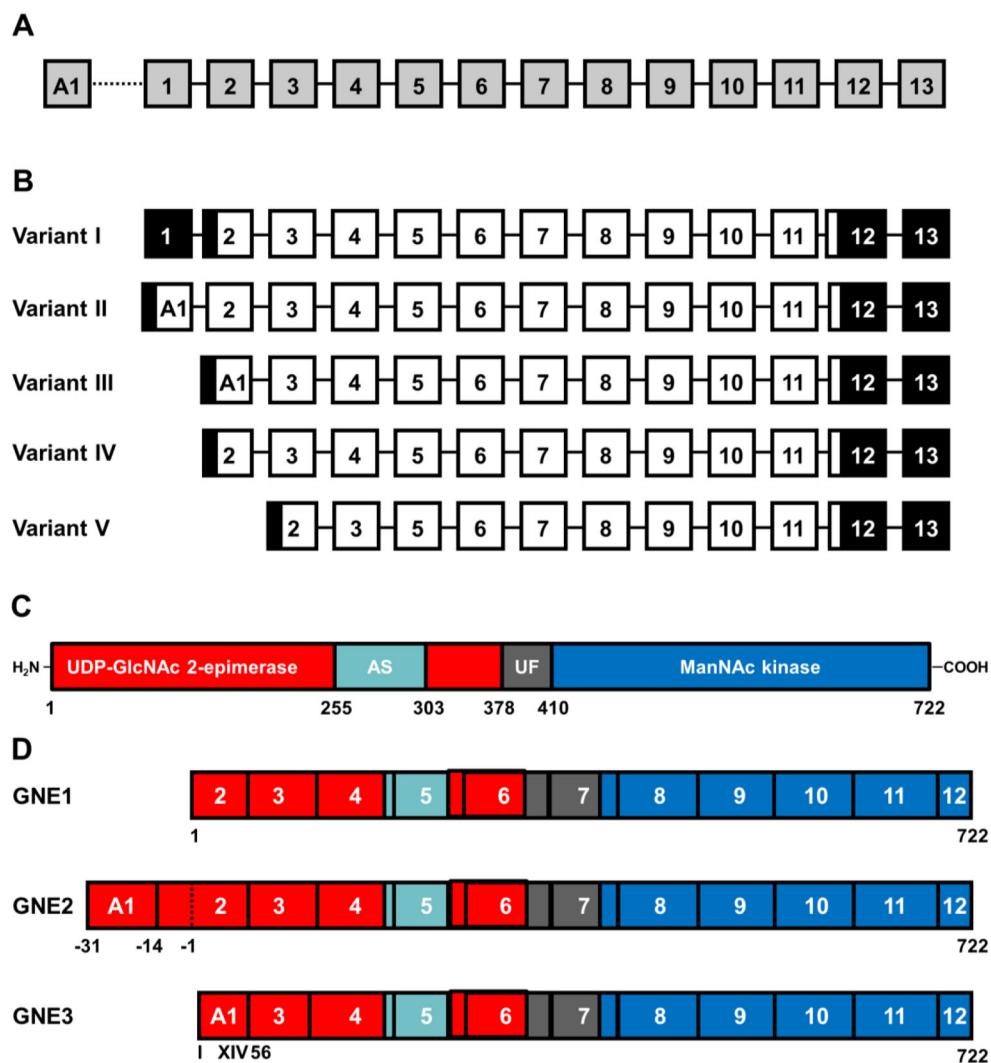 A
A1 1 2 3 4 5 6 7 8 9 10 11 12 13
B
Variant I 1 2 3 4 5 6 7 8 9 10 11 12 13
Variant II A1 2 3 4 5 6 7 8 9 10 11 12 13
Variant III A1 3 4 5 6 7 8 9 10 11 12 13
Variant IV 2 3 4 5 6 7 8 9 10 11 12 13
Variant V 2 3 5 6 7 8 9 10 11 12 13
C
H₂N UDP-GlcNAc 2-epimerase AS UF ManNAc kinase COOH
1 255 303 378 410 722
D
GNE1 2 3 4 5 6 7 8 9 10 11 12
1 722
GNE2 A1 2 3 4 5 6 7 8 9 10 11 12
-31 -14 -1 722
GNE3 A1 3 4 5 6 7 8 9 10 11 12
I XIV 56 722